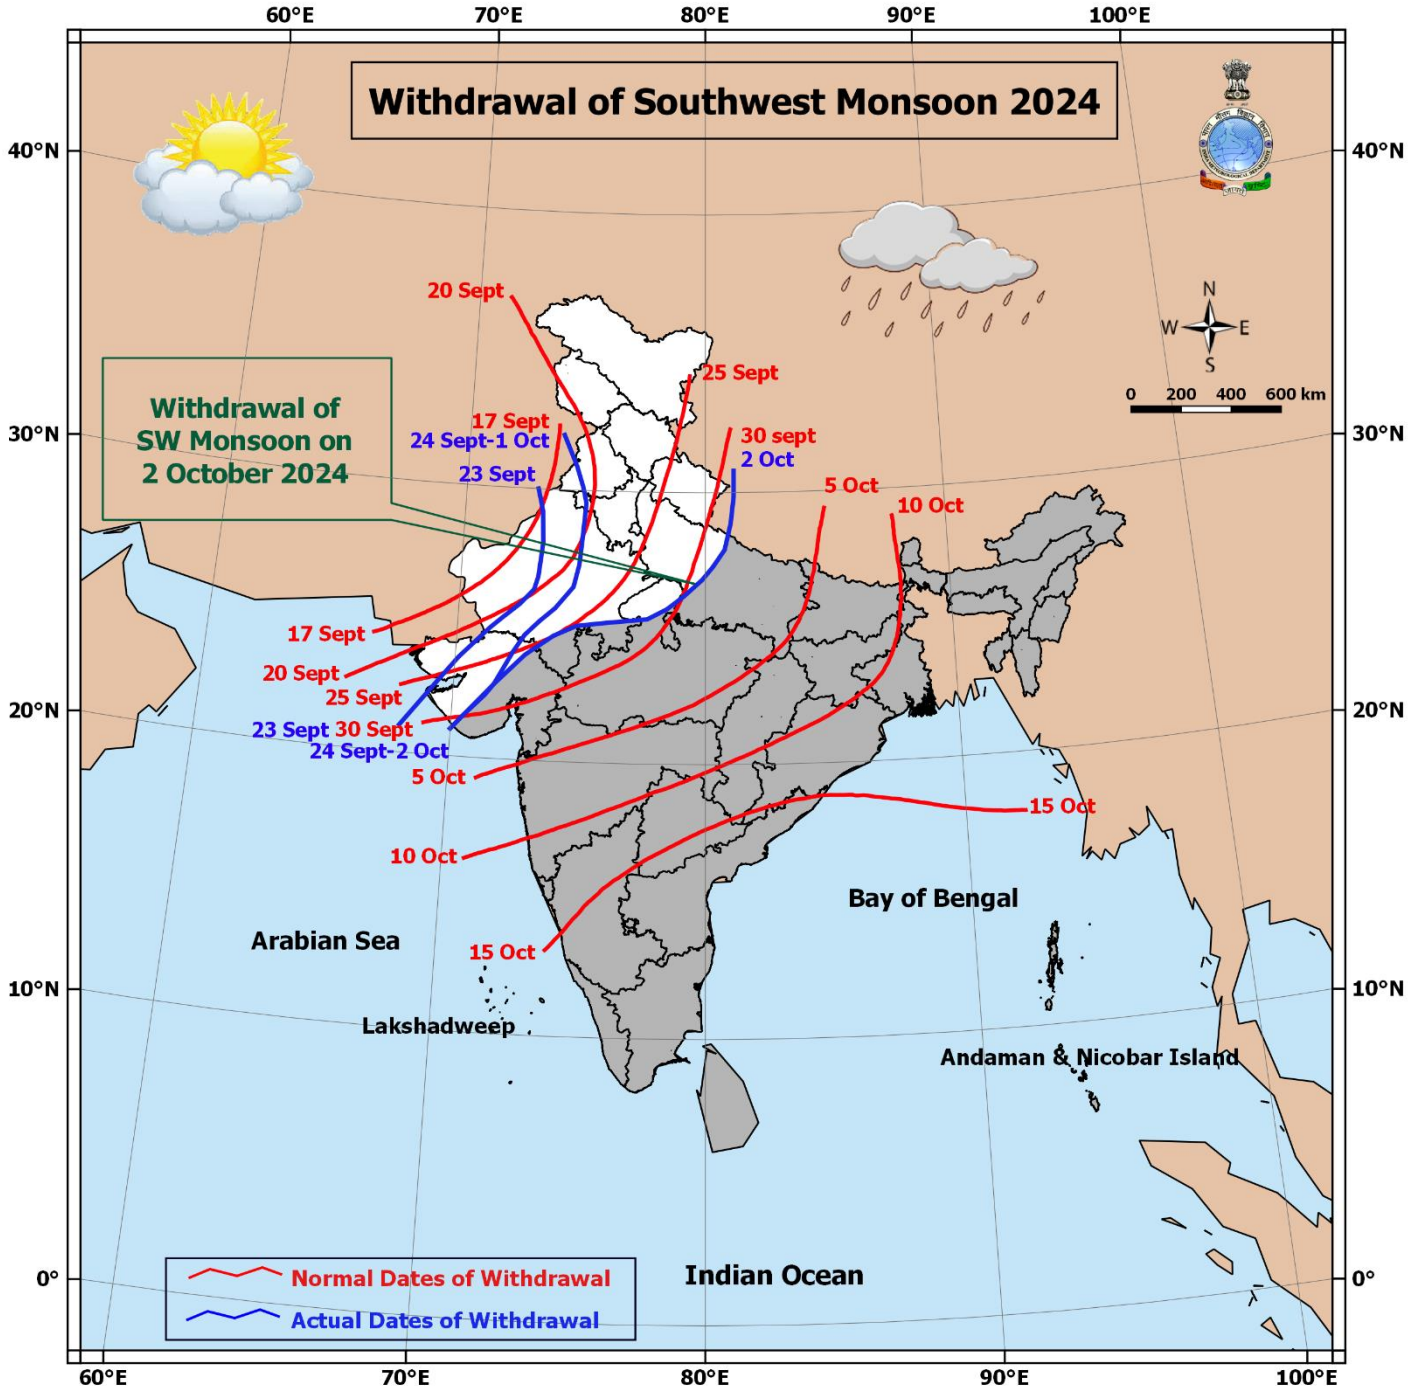 60°E 70°E 80°E 90°E 100°E
Withdrawal of Southwest Monsoon 2024
40°N 40°N
20 Sept
N
W E
S
25 Sept
0 200 400 600 km
Withdrawal of
SW Monsoon on
2 October 2024
17 Sept
24 Sept-1 Oct
23 Sept
30°N 30°N
30 sept
2 Oct
5 Oct
10 Oct
17 Sept
20 Sept
25 Sept
20°N 20°N
23 Sept 30 Sept
24 Sept-2 Oct
5 Oct
15 Oct
10 Oct
Bay of Bengal
Arabian Sea
15 Oct
10°N 10°N
Lakshadweep
Andaman & Nicobar Island
0° 0°
Indian Ocean
Normal Dates of Withdrawal
Actual Dates of Withdrawal
60°E 70°E 80°E 90°E 100°E